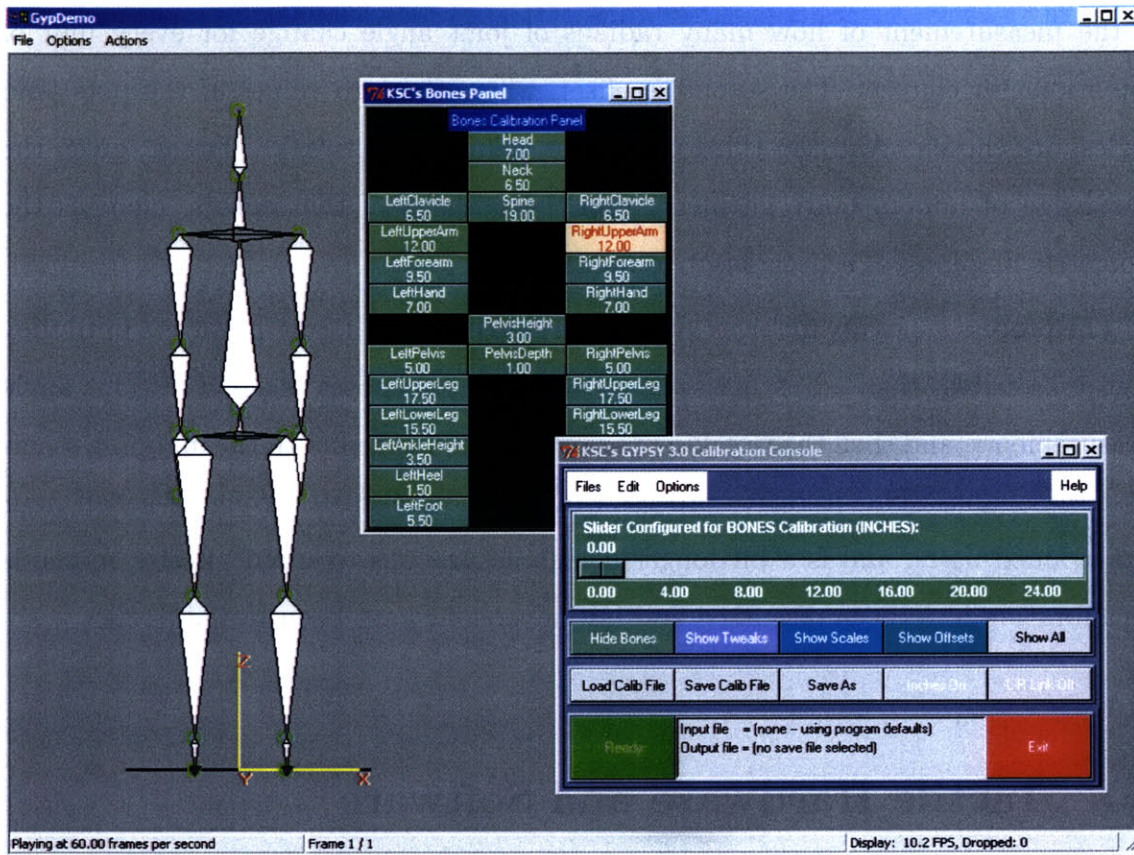 GypDemo
File Options Actions
KSC's Bones Panel
Bones Calibration Panel
Head
7.00
Neck
6.50
LeftClavicle Spine RightClavicle
6.50 19.00 6.50
LeftUpperArm RightUpperArm
12.00 12.00
LeftForearm RightForearm
9.50 9.50
LeftHand RightHand
7.00 7.00
PelvisHeight
3.00
LeftPelvis PelvisDepth RightPelvis
5.00 1.00 5.00
LeftUpperLeg RightUpperLeg
17.50 17.50
LeftLowerLeg RightLowerLeg
15.50 15.50
LeftAnkleHeight
3.50
LeftHeel
1.50
LeftFoot
5.50
KSC's GYPSY 3.0 Calibration Console
Files Edit Options Help
Slider Configured for BONES Calibration (INCHES):
0.00
0.00 4.00 8.00 12.00 16.00 20.00 24.00
Hide Bones Show Tweaks Show Scales Show Offsets Show All
Load Calib File Save Calib File Save As Inches On L-R Link Off
Ready
Input file = (none – using program defaults)
Output file = (no save file selected)
Exit
Z
Y X
Playing at 60.00 frames per second Frame 1 / 1 Display: 10.2 FPS, Dropped: 0